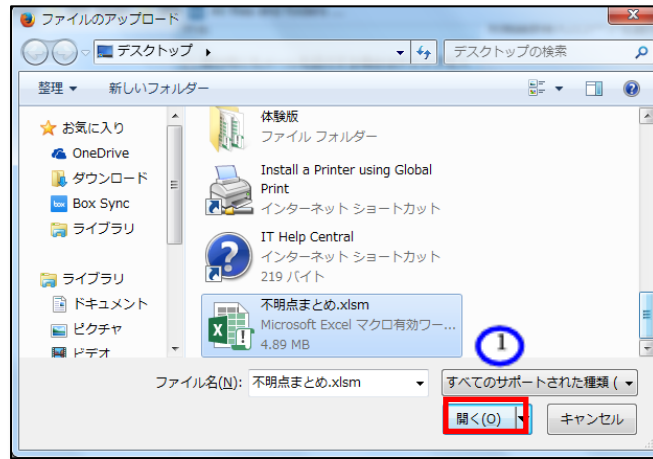 ファイルのアップロード
デスクトップ
デスクトップの検索
整理
新しいフォルダー
お気に入り
OneDrive
ダウンロード
Box Sync
ライブラリ
ライブラリ
ドキュメント
ピクチャ
ビデオ
体験版
ファイル フォルダー
Install a Printer using Global
Print
インターネット ショートカット
IT Help Central
インターネット ショートカット
219 バイト
不明点まとめ.xlsm
Microsoft Excel マクロ有効ワー...
4.89 MB
1
ファイル名(N): 不明点まとめ.xlsm
すべてのサポートされた種類 (
開く(O)
キャンセル